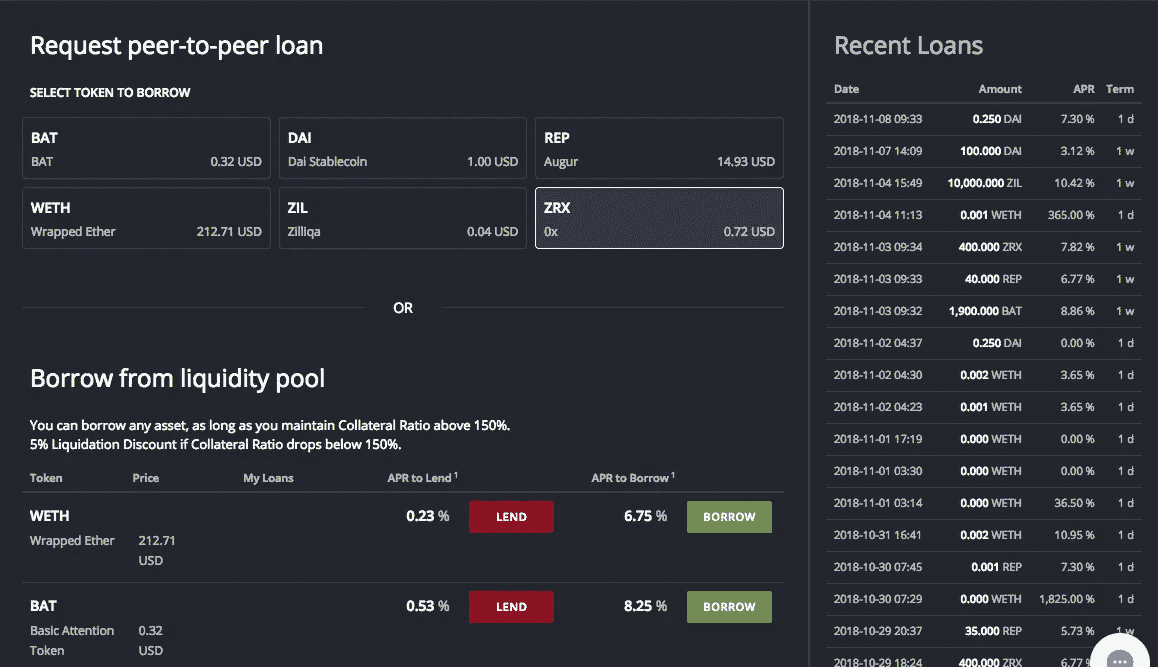 Request peer-to-peer loan
SELECT TOKEN TO BORROW
BAT
BAT 0.32 USD
DAI
Dai Stablecoin 1.00 USD
REP
Augur 14.93 USD
WETH
Wrapped Ether 212.71 USD
ZIL
Zilliqa 0.04 USD
ZRX
0x 0.72 USD
OR
Borrow from liquidity pool
You can borrow any asset, as long as you maintain Collateral Ratio above 150%.
5% Liquidation Discount if Collateral Ratio drops below 150%.
Token Price My Loans APR to Lend 1 APR to Borrow 1
WETH 0.23 % LEND 6.75 % BORROW
Wrapped Ether 212.71
USD
BAT 0.53 % LEND 8.25 % BORROW
Basic Attention 0.32
Token USD
Recent Loans
Date Amount APR Term
2018-11-08 09:33 0.250 DAI 7.30 % 1 d
2018-11-07 14:09 100.000 DAI 3.12 % 1 w
2018-11-04 15:49 10,000.000 ZIL 10.42 % 1 w
2018-11-04 11:13 0.001 WETH 365.00 % 1 d
2018-11-03 09:34 400.000 ZRX 7.82 % 1 w
2018-11-03 09:33 40.000 REP 6.77 % 1 w
2018-11-03 09:32 1,900.000 BAT 8.86 % 1 w
2018-11-02 04:37 0.250 DAI 0.00 % 1 d
2018-11-02 04:30 0.002 WETH 3.65 % 1 d
2018-11-02 04:23 0.001 WETH 3.65 % 1 d
2018-11-01 17:19 0.000 WETH 0.00 % 1 d
2018-11-01 03:30 0.000 WETH 0.00 % 1 d
2018-11-01 03:14 0.000 WETH 36.50 % 1 d
2018-10-31 16:41 0.002 WETH 10.95 % 1 d
2018-10-30 07:45 0.001 REP 7.30 % 1 d
2018-10-30 07:29 0.000 WETH 1,825.00 % 1 d
2018-10-29 20:37 35.000 REP 5.73 % 1 w
2018-10-29 18:24 400.000 ZRX 6.77 %